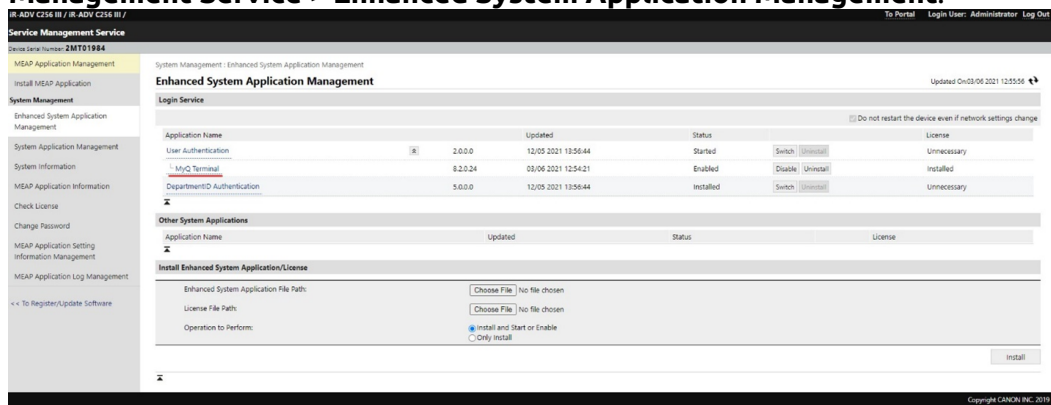 Management Service > Enhanced System Application Management.
iR-ADV C256 III / iR-ADV C256 III /
To Portal Login User: Administrator Log Out
Service Management Service
Device Serial Number: 2MT01984
MEAP Application Management
Install MEAP Application
System Management
Enhanced System Application
Management
System Application Management
System Information
MEAP Application Information
Check License
Change Password
MEAP Application Setting
Information Management
MEAP Application Log Management
<< To Register/Update Software
System Management : Enhanced System Application Management
Enhanced System Application Management
Updated On:03/06 2021 12:55:56
Login Service
Do not restart the device even if network settings change
Application Name Updated Status License
User Authentication 2.0.0.0 12/05 2021 13:56:44 Started Switch Uninstall Unnecessary
MyQ Terminal 8.2.0.24 03/06 2021 12:54:21 Enabled Disable Uninstall Installed
DepartmentID Authentication 5.0.0.0 12/05 2021 13:56:44 Installed Switch Uninstall Unnecessary
Other System Applications
Application Name Updated Status License
Install Enhanced System Application/License
Enhanced System Application File Path: Choose File No file chosen
License File Path: Choose File No file chosen
Operation to Perform: Install and Start or Enable
Only Install
Install
Copyright CANON INC. 2019